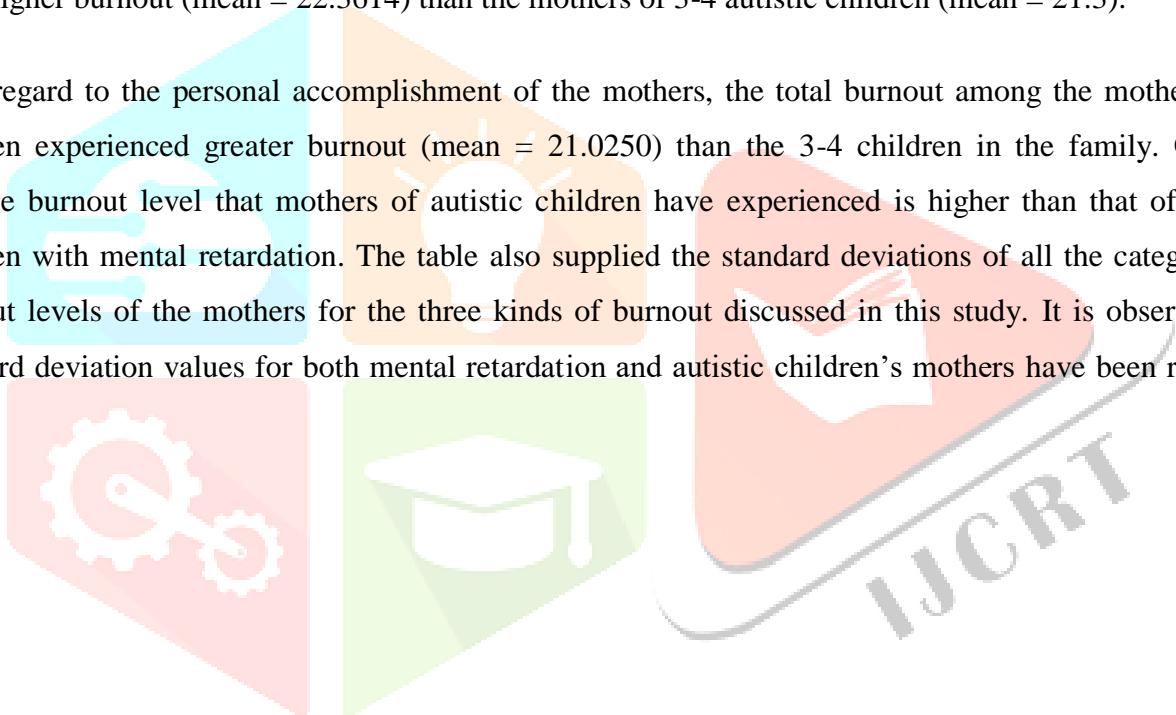 igher burnout (mean = 22.3614) than the mothers of 3-4 autistic children (mean = 21.5).
regard to the personal accomplishment of the mothers, the total burnout among the mothe
en experienced greater burnout (mean = 21.0250) than the 3-4 children in the family.
e burnout level that mothers of autistic children have experienced is higher than that of
en with mental retardation. The table also supplied the standard deviations of all the categ
ut levels of the mothers for the three kinds of burnout discussed in this study. It is obser
rd deviation values for both mental retardation and autistic children’s mothers have been r
IJCRT